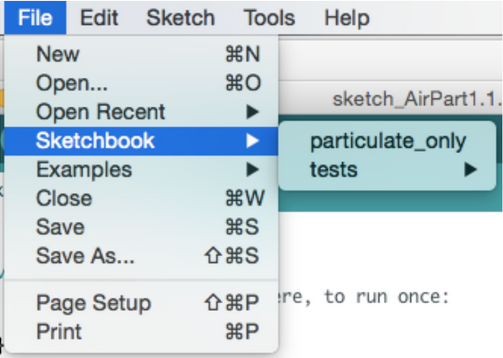 File Edit Sketch Tools Help
New ⌘N
Open... ⌘O
sketch_AirPart1.1.
Open Recent ▶
Sketchbook ▶
particulate_only
Examples ▶
tests ▶
Close ⌘W
Save ⌘S
Save As... ⇧⌘S
Page Setup ⇧⌘P
ere, to run once:
Print ⌘P